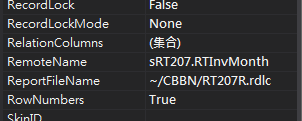 RecordLock False
RecordLockMode None
RelationColumns (集合)
RemoteName sRT207.RTInvMonth
ReportFileName ~/CBBN/RT207R.rdlc
RowNumbers True
SkinID